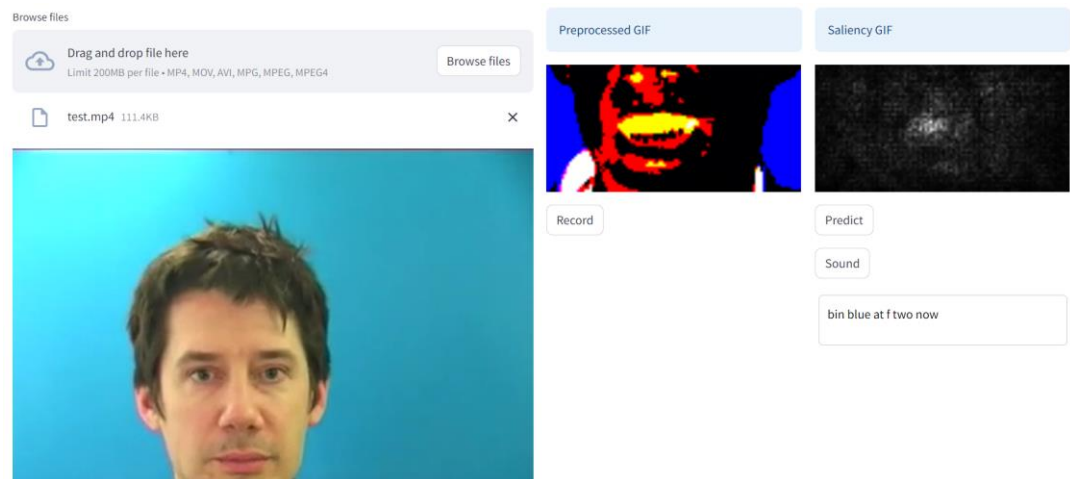 Browse files
Drag and drop file here
Limit 200MB per file • MP4, MOV, AVI, MPG, MPEG, MPEG4
Browse files
test.mp4 111.4KB
Preprocessed GIF
Record
Saliency GIF
Predict
Sound
bin blue at f two now